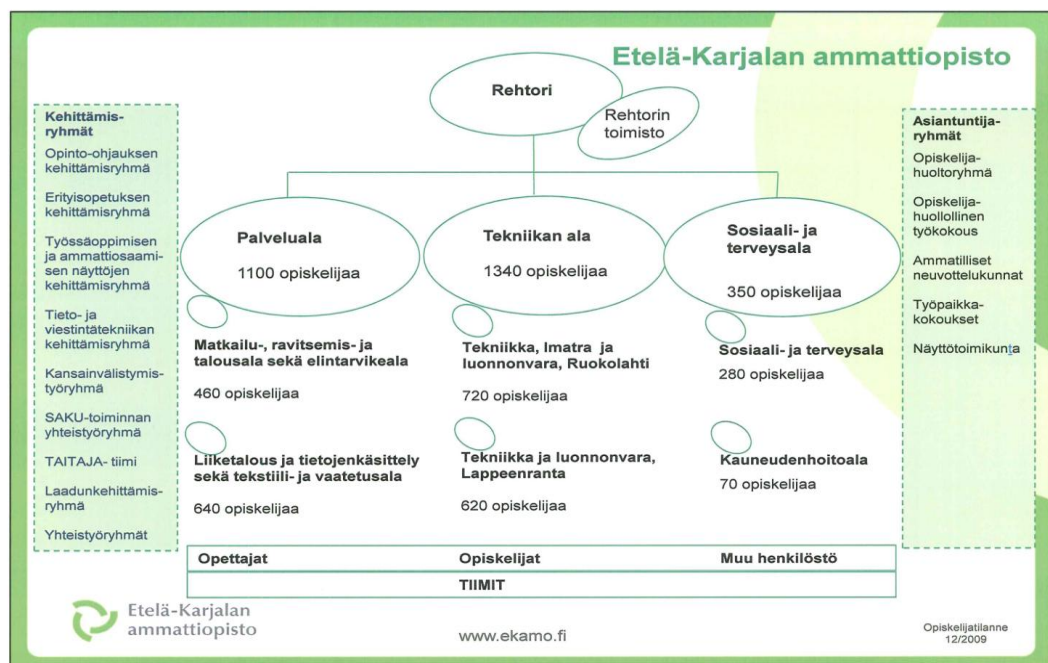 Etelä-Karjalan ammattiopisto
Rehtori
Rehtorin
toimisto
Kehittämis-
ryhmät
Opinto-ohjauksen
kehittämisryhmä
Erityisopetuksen
kehittämisryhmä
Työssäoppimisen
ja ammattiosaami-
sen näyttöjen
kehittämisryhmä
Tieto- ja
viestintätekniikan
kehittämisryhmä
Kansainvälistymis-
työryhmä
SAKU-toiminnan
yhteistyöryhmä
TAITAJA- tiimi
Laadunkehittämis-
ryhmä
Yhteistyöryhmät
Palveluala
1100 opiskelijaa
Matkailu-, ravitsemis- ja
talousala sekä elintarvikeala
460 opiskelijaa
Liiketalous ja tietojenkäsittely
sekä tekstiili- ja vaatetusala
640 opiskelijaa
Tekniikan ala
1340 opiskelijaa
Tekniikka, Imatra ja
luonnonvara, Ruokolahti
720 opiskelijaa
Tekniikka ja luonnonvara,
Lappeenranta
620 opiskelijaa
Sosiaali- ja
terveysala
350 opiskelijaa
Sosiaali- ja terveysala
280 opiskelijaa
Kauneudenhoitoala
70 opiskelijaa
Asiantuntija-
ryhmät
Opiskelija-
huoltoryhmä
Opiskelija-
huollollinen
työkokous
Ammatilliset
neuvottelukunnat
Työpaikka-
kokoukset
Näyttötoimikunta
Opettajat Opiskelijat Muu henkilöstö
TIIMIT
Etelä-Karjalan
ammattiopisto
www.ekamo.fi
Opiskelijatilanne
12/2009